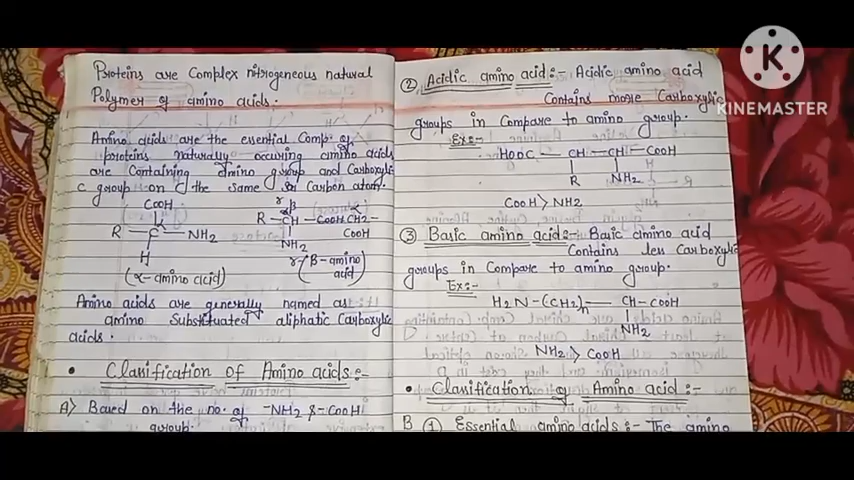 Proteins are Complex nitrogeneous natural
Polymer of amino acids.
Amino acids are the essential Comp. of
proteins naturally occuring amino acids
are Containing amino group and Carboxylic
group on the same Carbon atom.
COOH
R — C — NH2
H
(α-amino acid)
γ β α
R — CH — COOH CH2 —
COOH
NH2
γ (β-amino
acid)
Amino acids are generally named as
amino Substituated aliphatic Carboxylic
acids.
• Classification of Amino acids:-
A> Based on the no. of -NH2 & -COOH
group.
② Acidic amino acid:- Acidic amino acid
Contains more Carboxylic
groups in Compare to amino group.
Ex:-
HOOC — CH — CH — COOH
R NH2
COOH > NH2
③ Basic amino acid:- Basic amino acid
Contains less Carboxylic
groups in Compare to amino group.
Ex:-
H2N-(CH2)n — CH-COOH
NH2
NH2 > COOH
• Classification of Amino acid:-
B ① Essential amino acids:- The amino
K
KINEMASTER